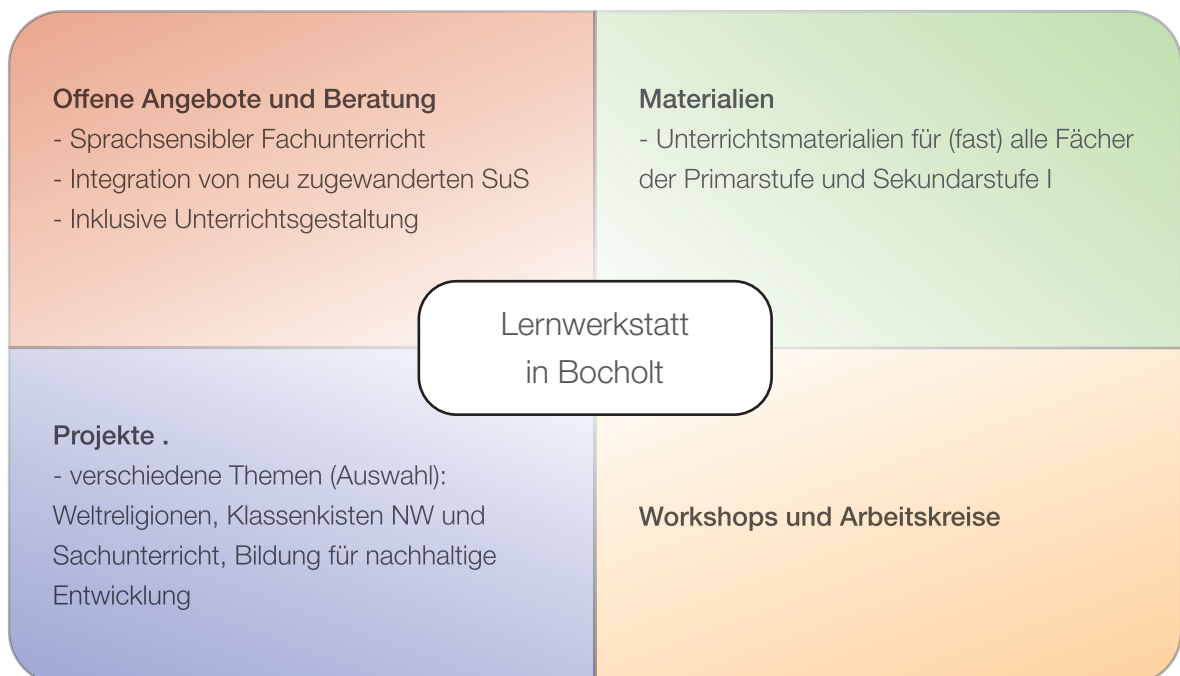 Offene Angebote und Beratung
- Sprachsensibler Fachunterricht
- Integration von neu zugewanderten SuS
- Inklusive Unterrichtsgestaltung
Materialien
- Unterrichtsmaterialien für (fast) alle Fächer
der Primarstufe und Sekundarstufe I
Lernwerkstatt
in Bocholt
Projekte .
- verschiedene Themen (Auswahl):
Weltreligionen, Klassenkisten NW und
Sachunterricht, Bildung für nachhaltige
Entwicklung
Workshops und Arbeitskreise